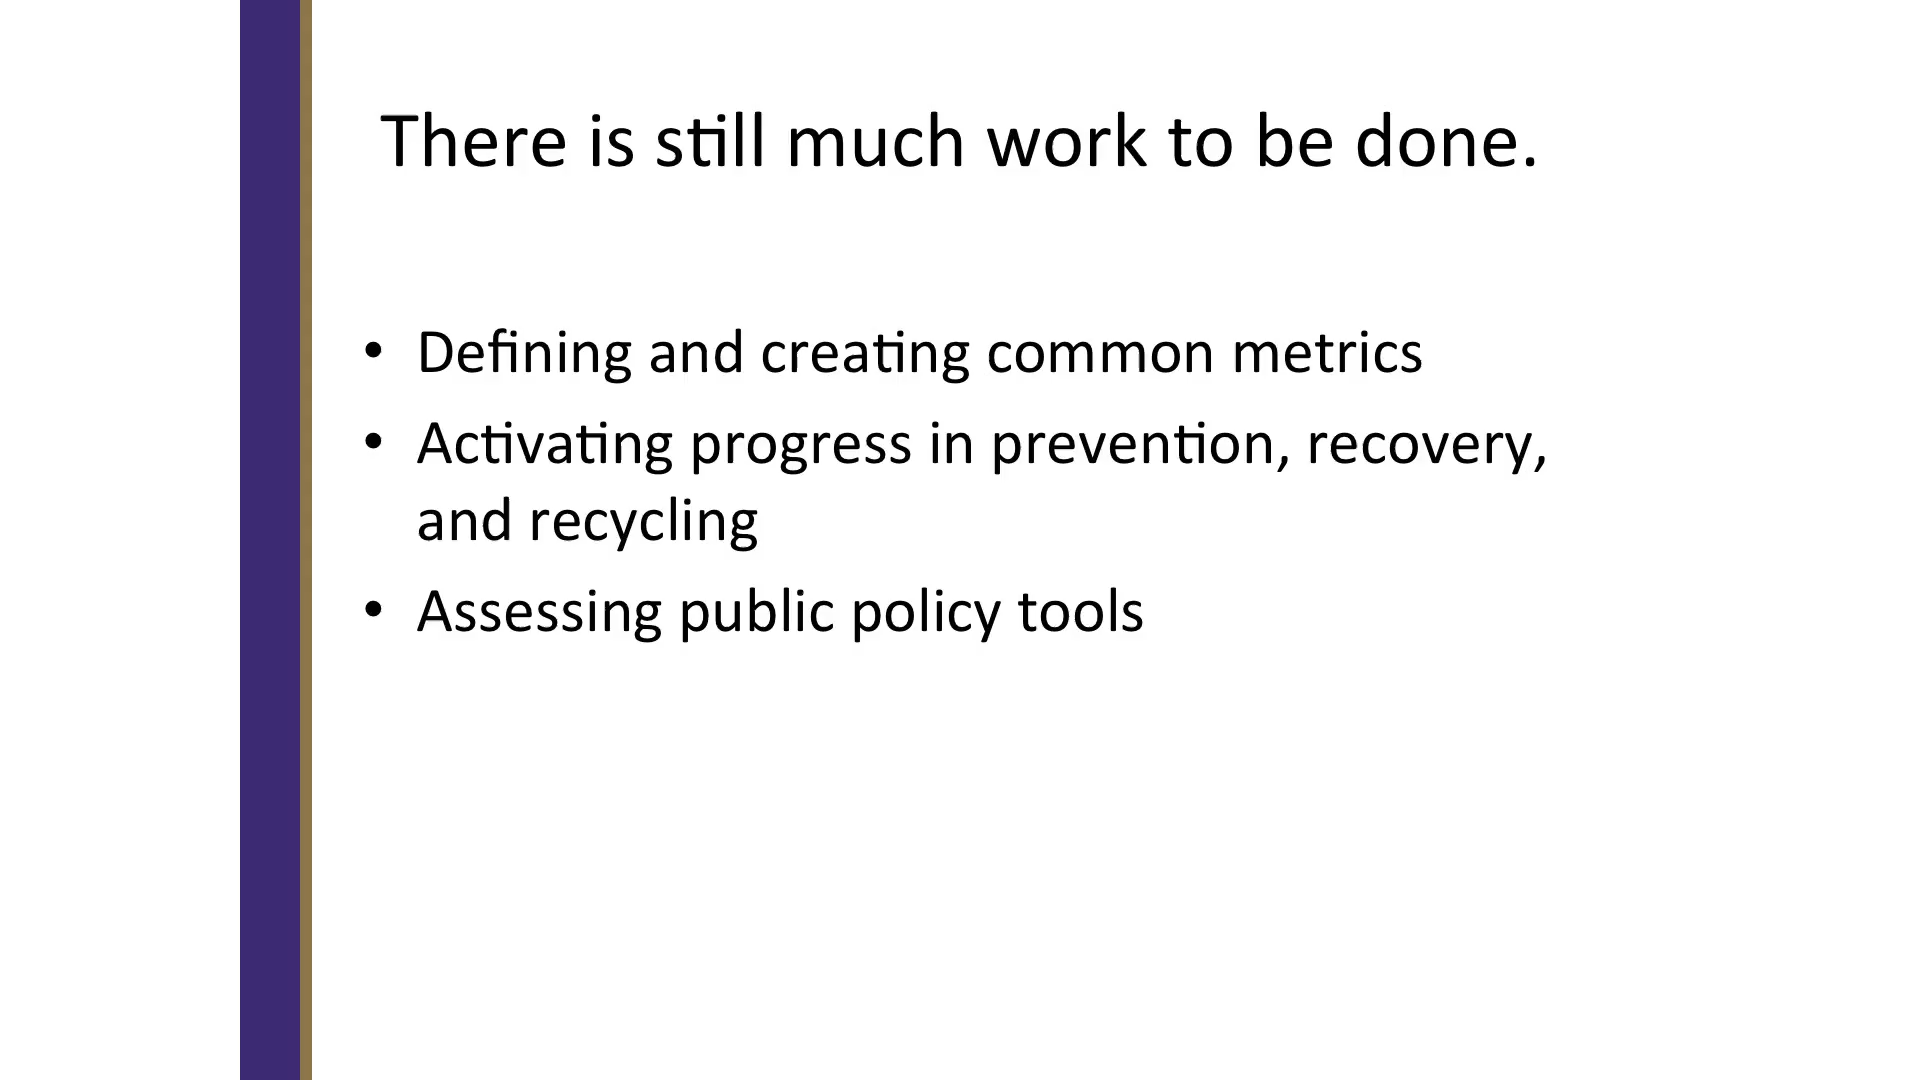 There is still much work to be done.
• Defining and creating common metrics
• Activating progress in prevention, recovery,
and recycling
• Assessing public policy tools